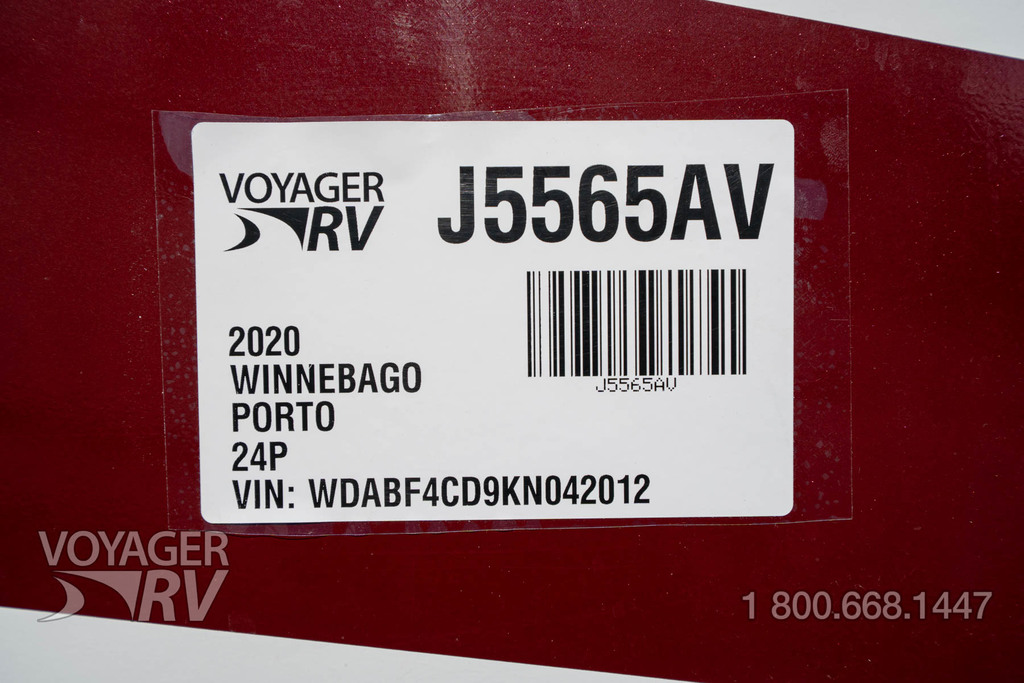 VOYAGER
RV
J5565AV
J5565AV
2020
WINNEBAGO
PORTO
24P
VIN: WDABF4CD9KN042012
VOYAGER
RV
1 800.668.1447